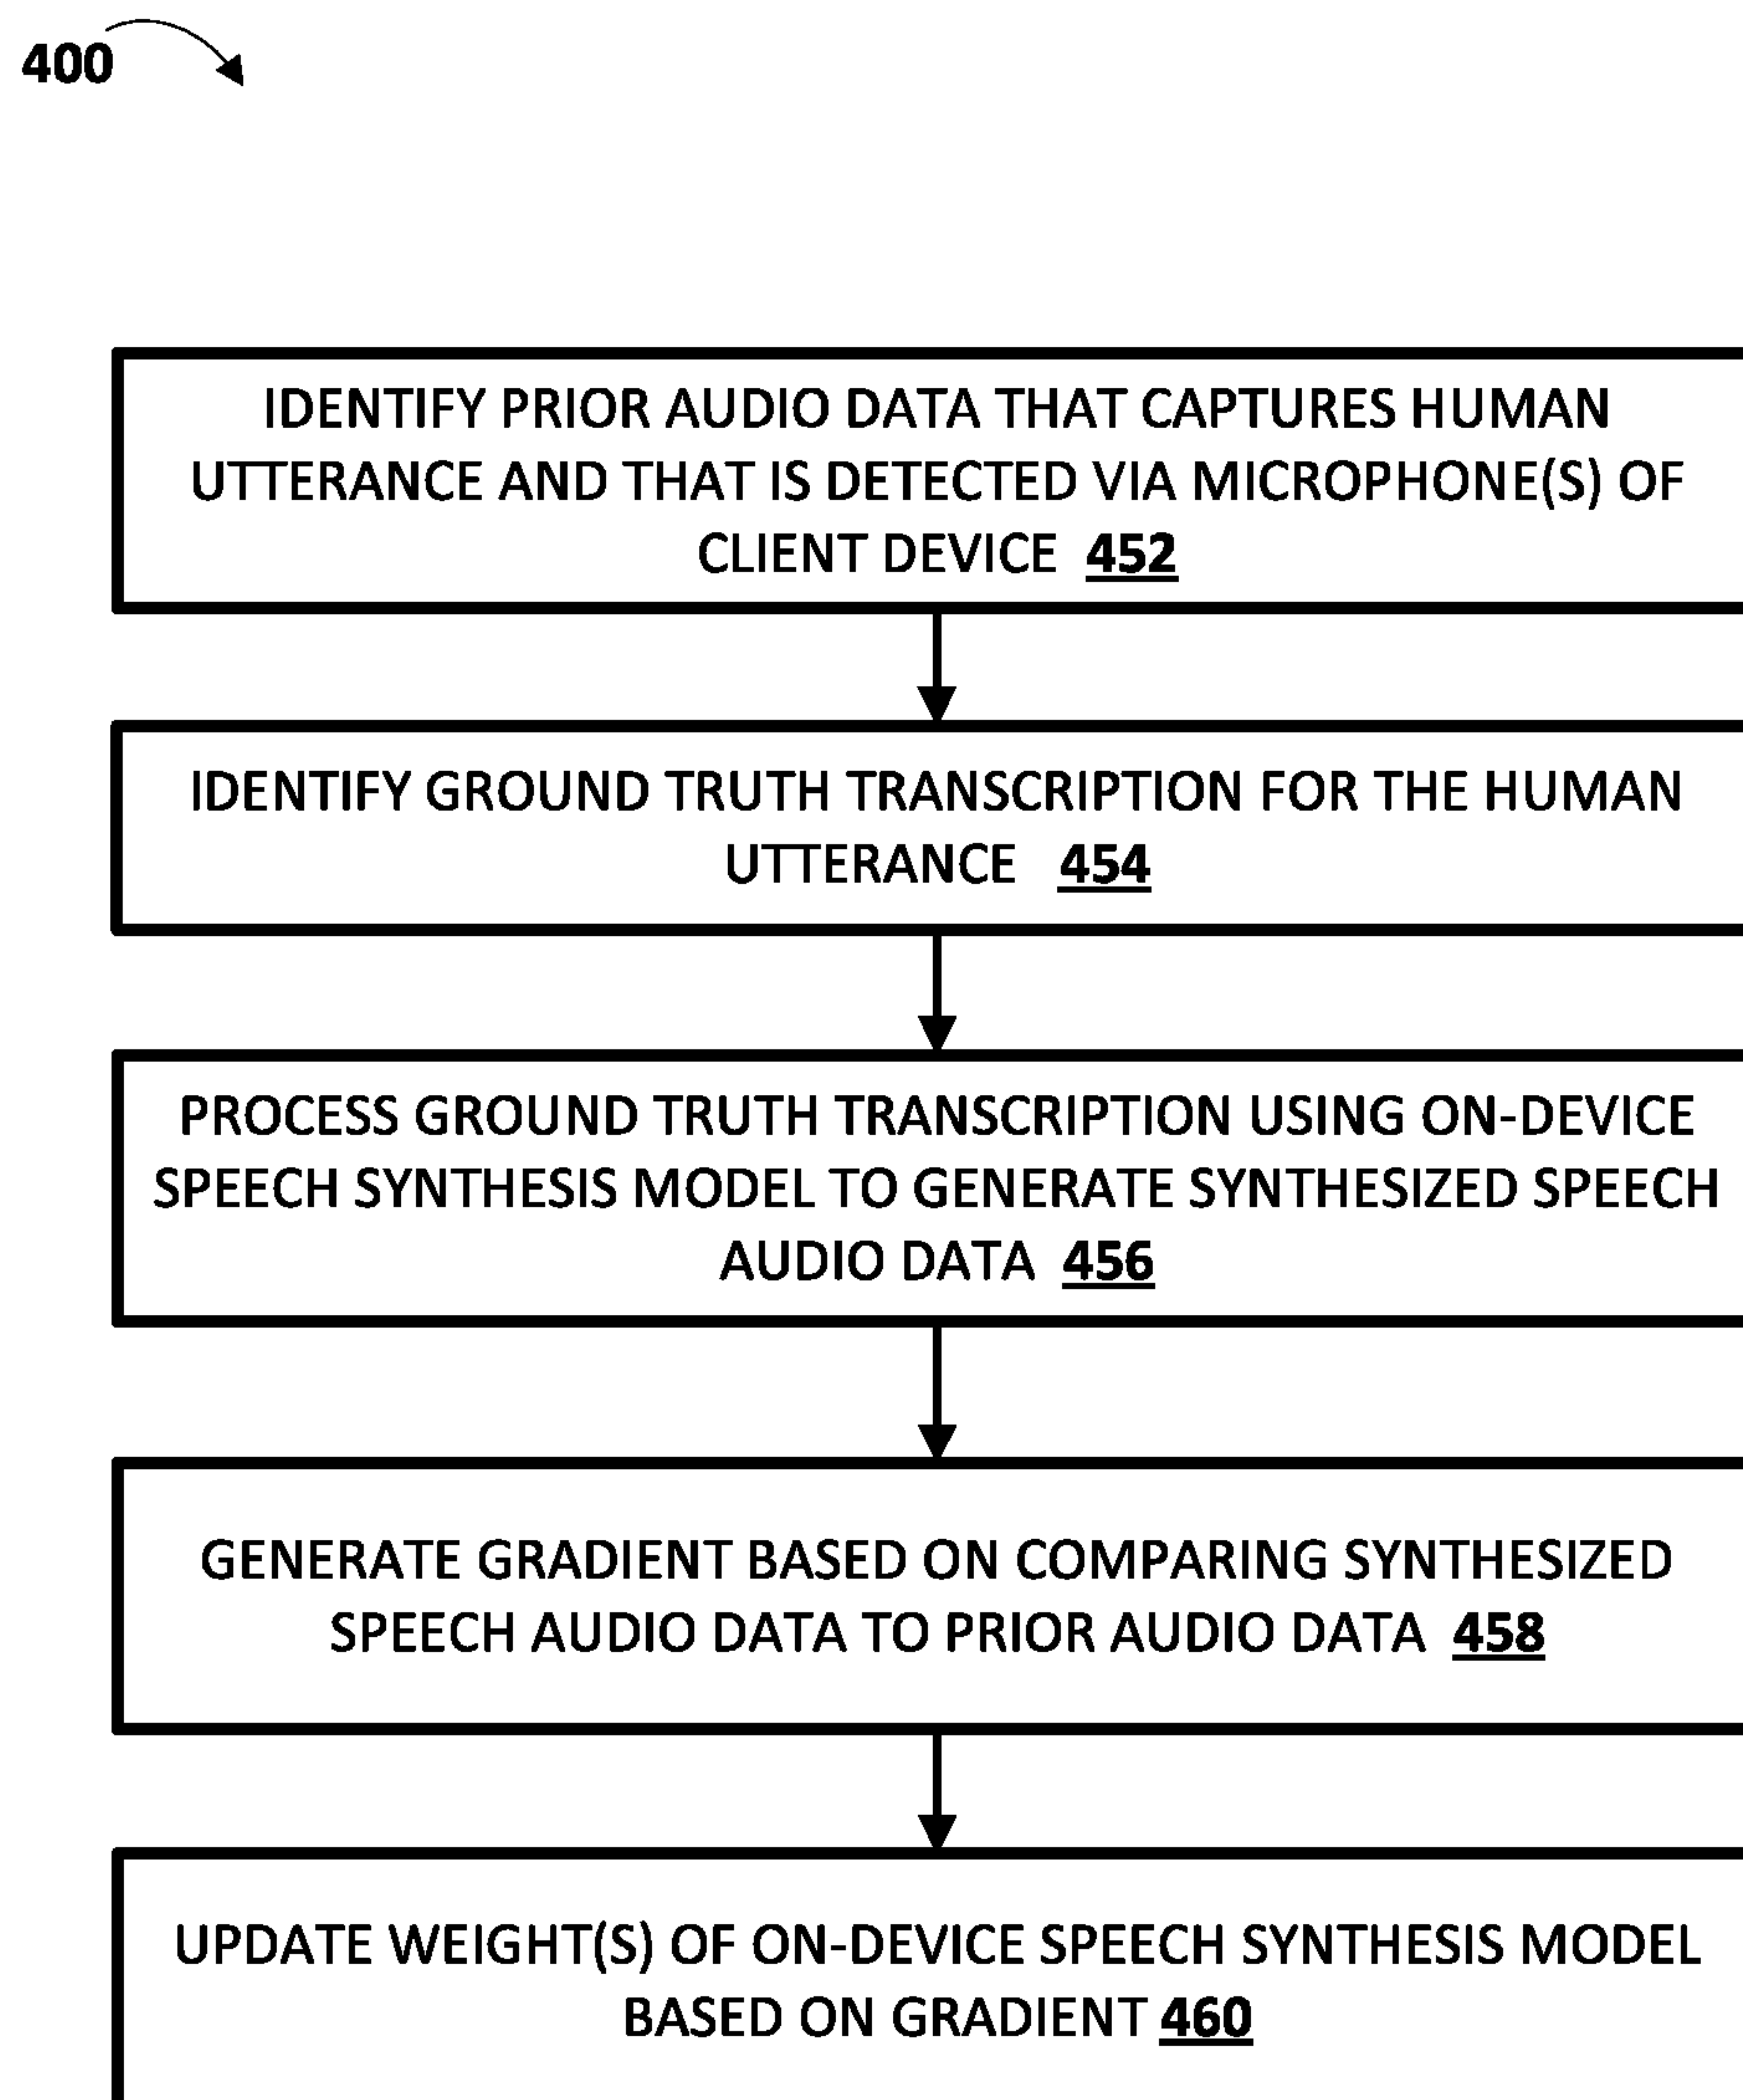 400
IDENTIFY PRIOR AUDIO DATA THAT CAPTURES HUMAN
UTTERANCE AND THAT IS DETECTED VIA MICROPHONE(S) OF
CLIENT DEVICE 452
IDENTIFY GROUND TRUTH TRANSCRIPTION FOR THE HUMAN
UTTERANCE 454
PROCESS GROUND TRUTH TRANSCRIPTION USING ON-DEVICE
SPEECH SYNTHESIS MODEL TO GENERATE SYNTHESIZED SPEECH
AUDIO DATA 456
GENERATE GRADIENT BASED ON COMPARING SYNTHESIZED
SPEECH AUDIO DATA TO PRIOR AUDIO DATA 458
UPDATE WEIGHT(S) OF ON-DEVICE SPEECH SYNTHESIS MODEL
BASED ON GRADIENT 460